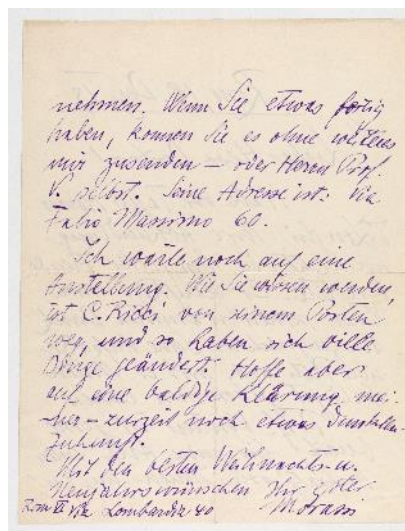 nehmen. Wenn Sie etwas fertig
haben, können Sie es ohne weiteres
mir zusenden – oder Herrn Prof.
V. selbst. Seine Adresse ist: Via
Fabio Massimo 60.
Ich warte noch auf eine
Anstellung. Wie Sie wissen werden,
ist C. Ricci von seinem Posten
weg, und so haben sich viele
Dinge geändert. Hoffe aber
auf eine baldige Klärung mei-
ner – zurzeit noch etwas dunklen –
Zukunft.
Mit den besten Weihnachts- u.
Neujahrswünschen Ihr
Morassi
Rom VI Via Lombardia 40